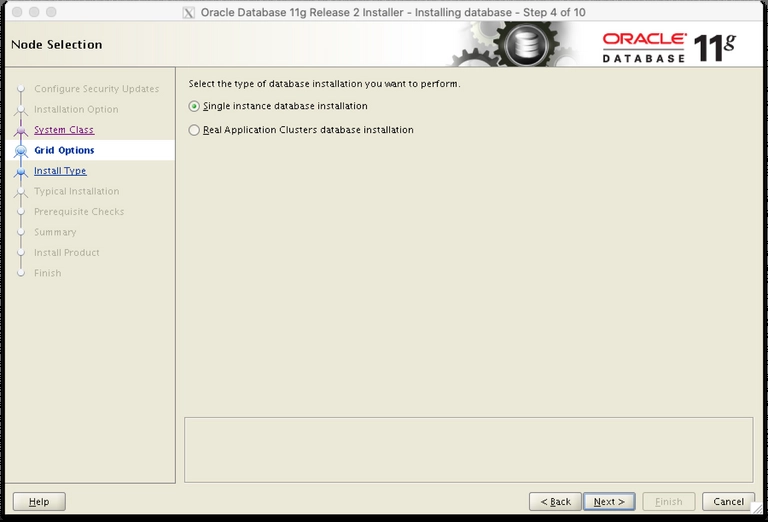 Oracle Database 11g Release 2 Installer - Installing database - Step 4 of 10
Node Selection
ORACLE
DATABASE 11g
Configure Security Updates
Installation Option
System Class
Grid Options
Install Type
Typical Installation
Prerequisite Checks
Summary
Install Product
Finish
Select the type of database installation you want to perform.
Single instance database installation
Real Application Clusters database installation
Help
< Back
Next >
Finish
Cancel